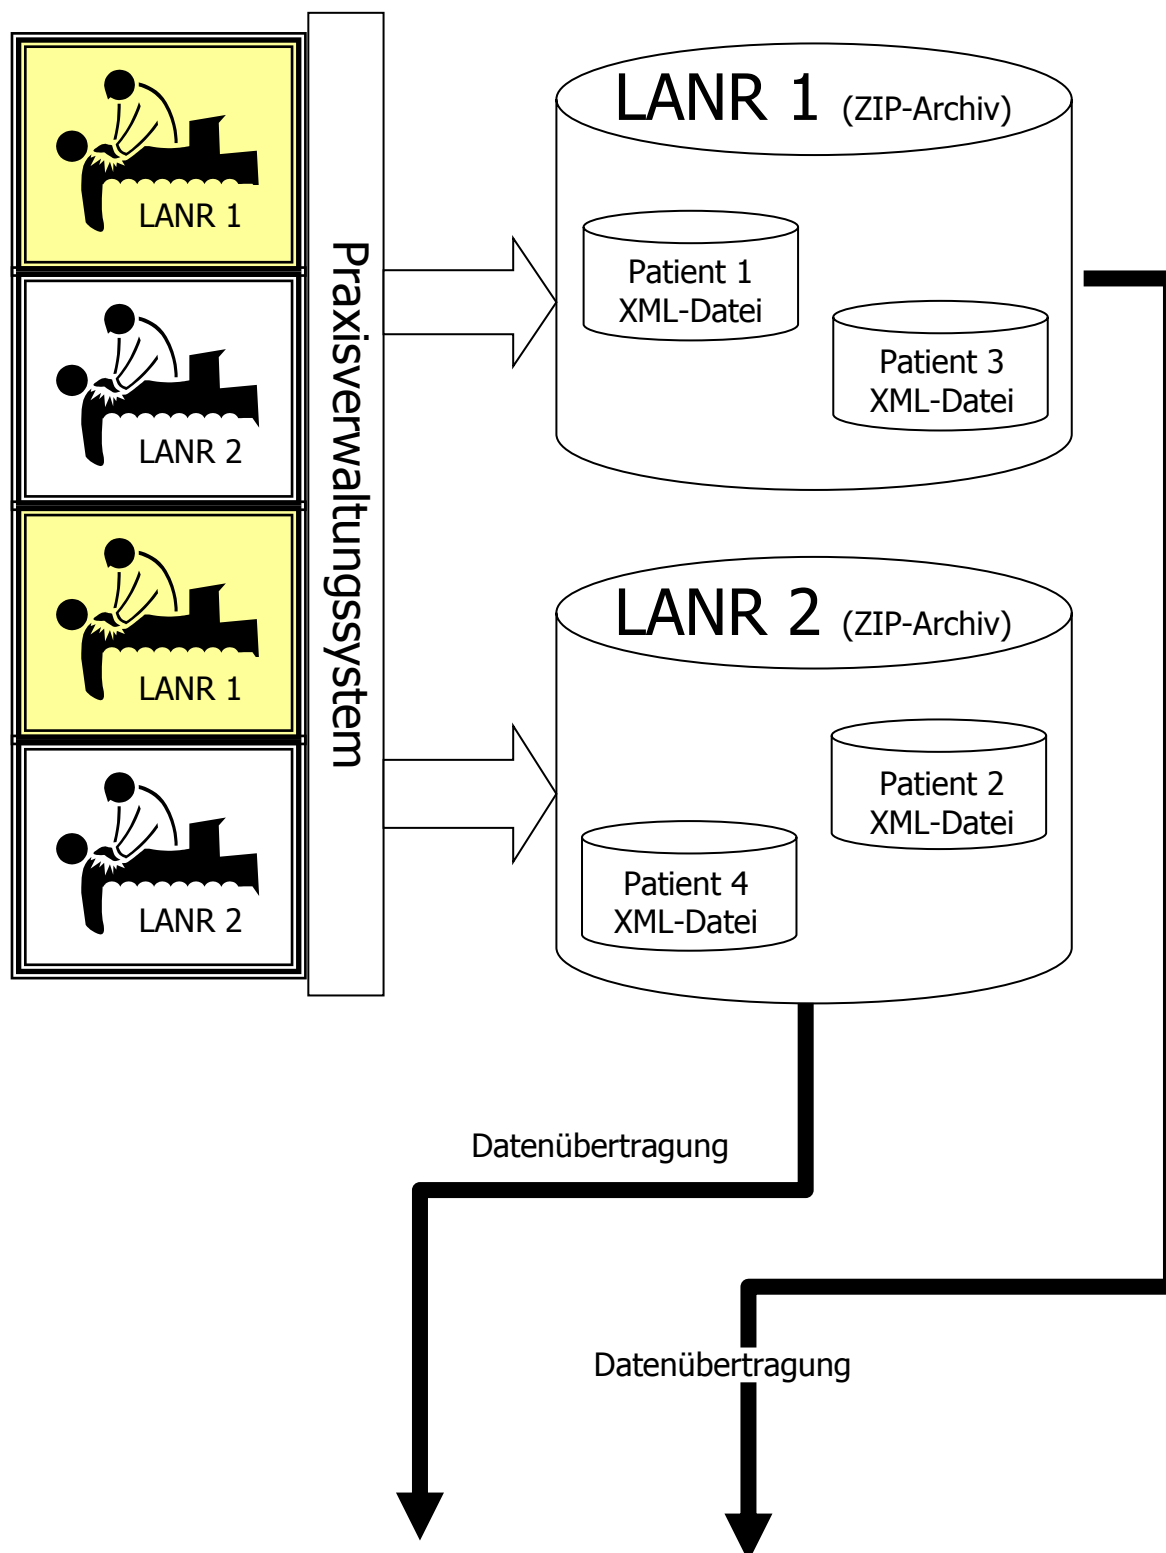 LANR 1
LANR 2
LANR 1
LANR 2
Praxisverwaltungssystem
LANR 1 (ZIP-Archiv)
Patient 1
XML-Datei
Patient 3
XML-Datei
LANR 2 (ZIP-Archiv)
Patient 2
XML-Datei
Patient 4
XML-Datei
Datenübertragung
Datenübertragung